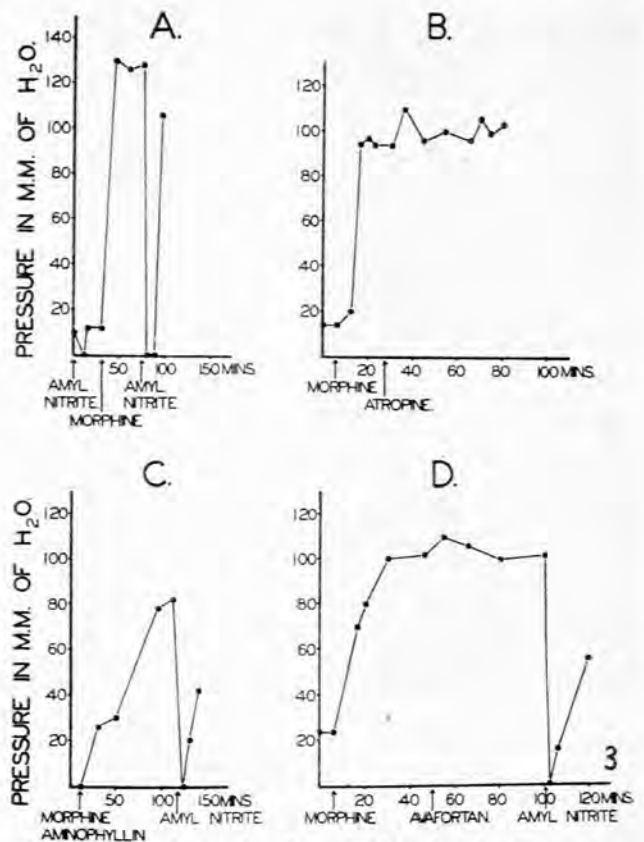 A.
B.
PRESSURE IN M.M. OF H₂O.
140
120
100
80
60
40
20
50 100 150 MINS.
AMYL NITRITE
MORPHINE
AMYL NITRITE.
120
100
80
60
40
20
20 40 60 80 100 MINS.
MORPHINE
ATROPINE.
C.
D.
PRESSURE IN M.M. OF H₂O.
120
100
80
60
40
20
50 100 150 MINS.
MORPHINE
AMINOPHYLLIN
AMYL NITRITE
120
100
80
60
40
20
20 40 60 80 100 120 MINS.
MORPHINE.
AVAFORTAN.
AMYL NITRITE
3